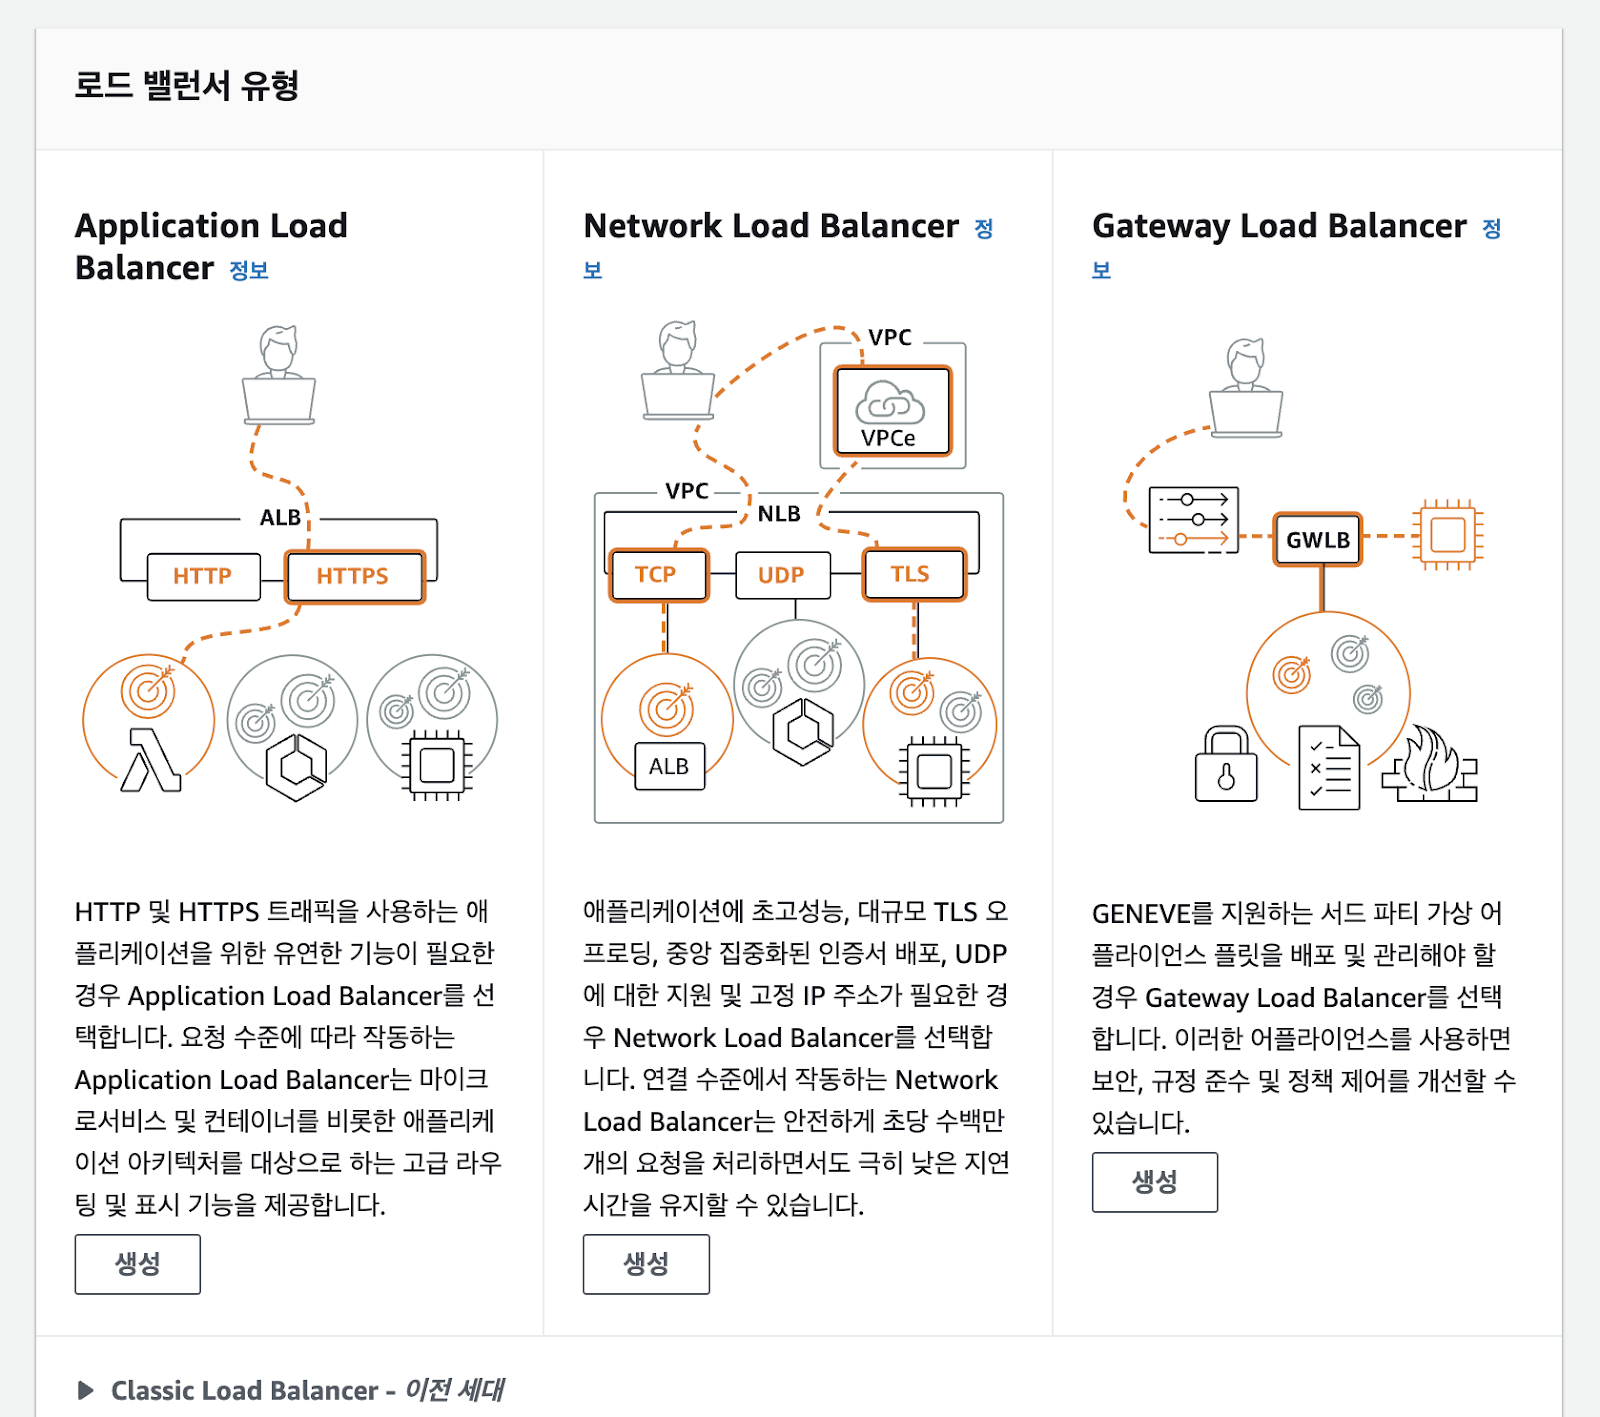 로드 밸런서 유형
Application Load
Balancer 정보
ALB
HTTP
HTTPS
HTTP 및 HTTPS 트래픽을 사용하는 애
플리케이션을 위한 유연한 기능이 필요한
경우 Application Load Balancer를 선
택합니다. 요청 수준에 따라 작동하는
Application Load Balancer는 마이크
로서비스 및 컨테이너를 비롯한 애플리케
이션 아키텍처를 대상으로 하는 고급 라우
팅 및 표시 기능을 제공합니다.
생성
Network Load Balancer 정
보
VPC
VPCe
VPC
NLB
TCP
UDP
TLS
ALB
애플리케이션에 초고성능, 대규모 TLS 오
프로딩, 중앙 집중화된 인증서 배포, UDP
에 대한 지원 및 고정 IP 주소가 필요한 경
우 Network Load Balancer를 선택합
니다. 연결 수준에서 작동하는 Network
Load Balancer는 안전하게 초당 수백만
개의 요청을 처리하면서도 극히 낮은 지연
시간을 유지할 수 있습니다.
생성
Gateway Load Balancer 정
보
GWLB
GENEVE를 지원하는 서드 파티 가상 어
플라이언스 플릿을 배포 및 관리해야 할
경우 Gateway Load Balancer를 선택
합니다. 이러한 어플라이언스를 사용하면
보안, 규정 준수 및 정책 제어를 개선할 수
있습니다.
생성
Classic Load Balancer - 이전 세대